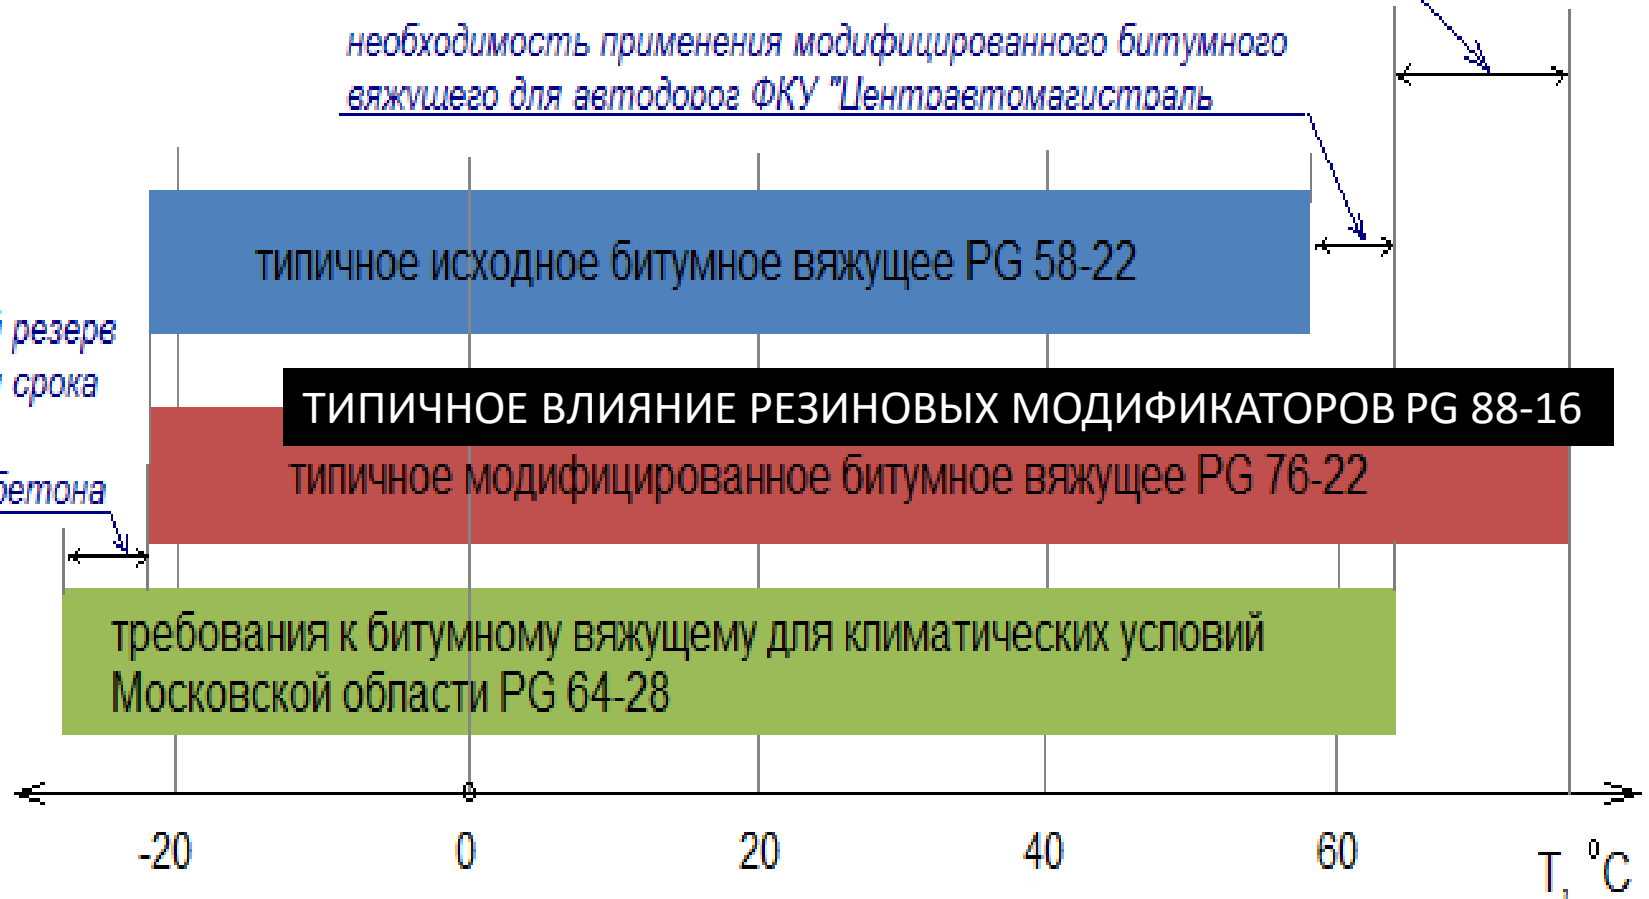 необходимость применения модифицированного битумного
вяжущего для автодорог ФКУ "Центравтомагистраль
типичное исходное битумное вяжущее PG 58-22
резерв
срока
ТИПИЧНОЕ ВЛИЯНИЕ РЕЗИНОВЫХ МОДИФИКАТОРОВ PG 88-16
типичное модифицированное битумное вяжущее PG 76-22
бетона
требования к битумному вяжущему для климатических условий
Московской области PG 64-28
-20 0 20 40 60 T, °C